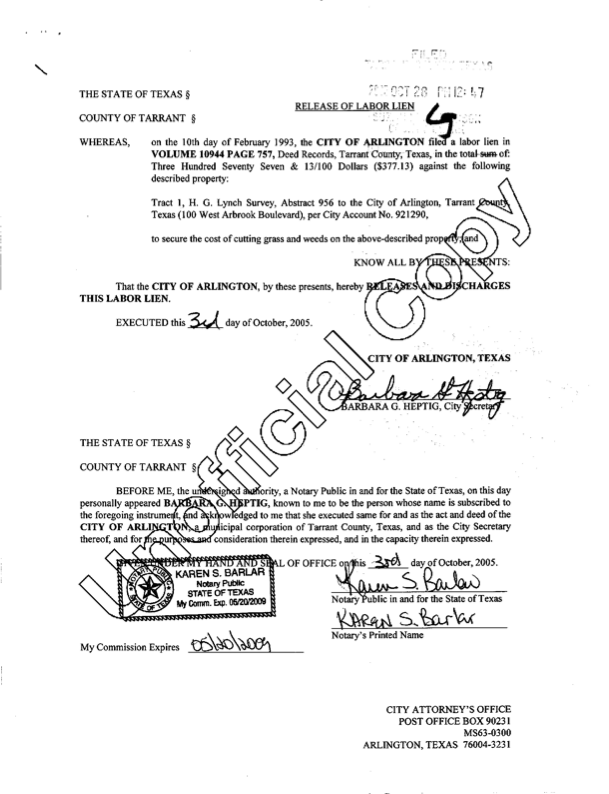 FILED
OCT 28 PM 12:47
THE STATE OF TEXAS §
RELEASE OF LABOR LIEN
COUNTY OF TARRANT §
WHEREAS, on the 10th day of February 1993, the CITY OF ARLINGTON filed a labor lien in
VOLUME 10944 PAGE 757, Deed Records, Tarrant County, Texas, in the total sum of:
Three Hundred Seventy Seven & 13/100 Dollars ($377.13) against the following
described property:
Tract 1, H. G. Lynch Survey, Abstract 956 to the City of Arlington, Tarrant County,
Texas (100 West Arbrook Boulevard), per City Account No. 921290,
to secure the cost of cutting grass and weeds on the above-described property; and
KNOW ALL BY THESE PRESENTS:
That the CITY OF ARLINGTON, by these presents, hereby RELEASES AND DISCHARGES
THIS LABOR LIEN.
EXECUTED this 3rd day of October, 2005.
CITY OF ARLINGTON, TEXAS
Barbara G. Heptig
BARBARA G. HEPTIG, City Secretary
THE STATE OF TEXAS §
COUNTY OF TARRANT §
BEFORE ME, the undersigned authority, a Notary Public in and for the State of Texas, on this day
personally appeared BARBARA G. HEPTIG, known to me to be the person whose name is subscribed to
the foregoing instrument, and acknowledged to me that she executed same for and as the act and deed of the
CITY OF ARLINGTON, a municipal corporation of Tarrant County, Texas, and as the City Secretary
thereof, and for the purposes and consideration therein expressed, and in the capacity therein expressed.
GIVEN UNDER MY HAND AND SEAL OF OFFICE on this 3rd day of October, 2005.
NOTARY PUBLIC
STATE OF TEXAS
KAREN S. BARLAR
Notary Public
STATE OF TEXAS
My Comm. Exp. 05/20/2009
Karen S. Barlar
Notary Public in and for the State of Texas
KAREN S. Barlar
Notary's Printed Name
My Commission Expires 05/20/2009
CITY ATTORNEY'S OFFICE
POST OFFICE BOX 90231
MS63-0300
ARLINGTON, TEXAS 76004-3231
Unofficial Copy